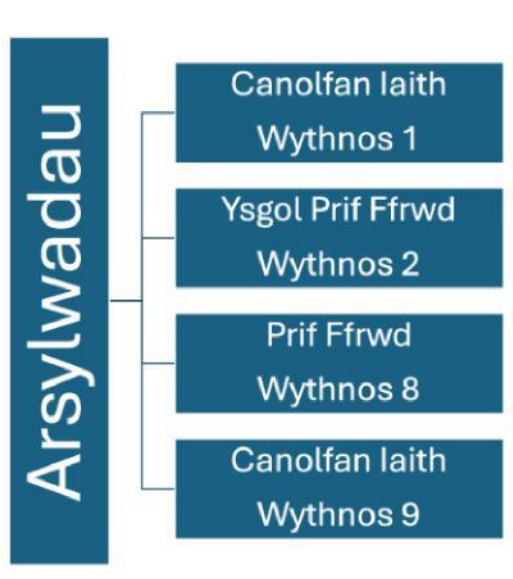 Arsylwadau
Canolfan Iaith
Wythnos 1
Ysgol Prif Ffrwd
Wythnos 2
Prif Ffrwd
Wythnos 8
Canolfan Iaith
Wythnos 9